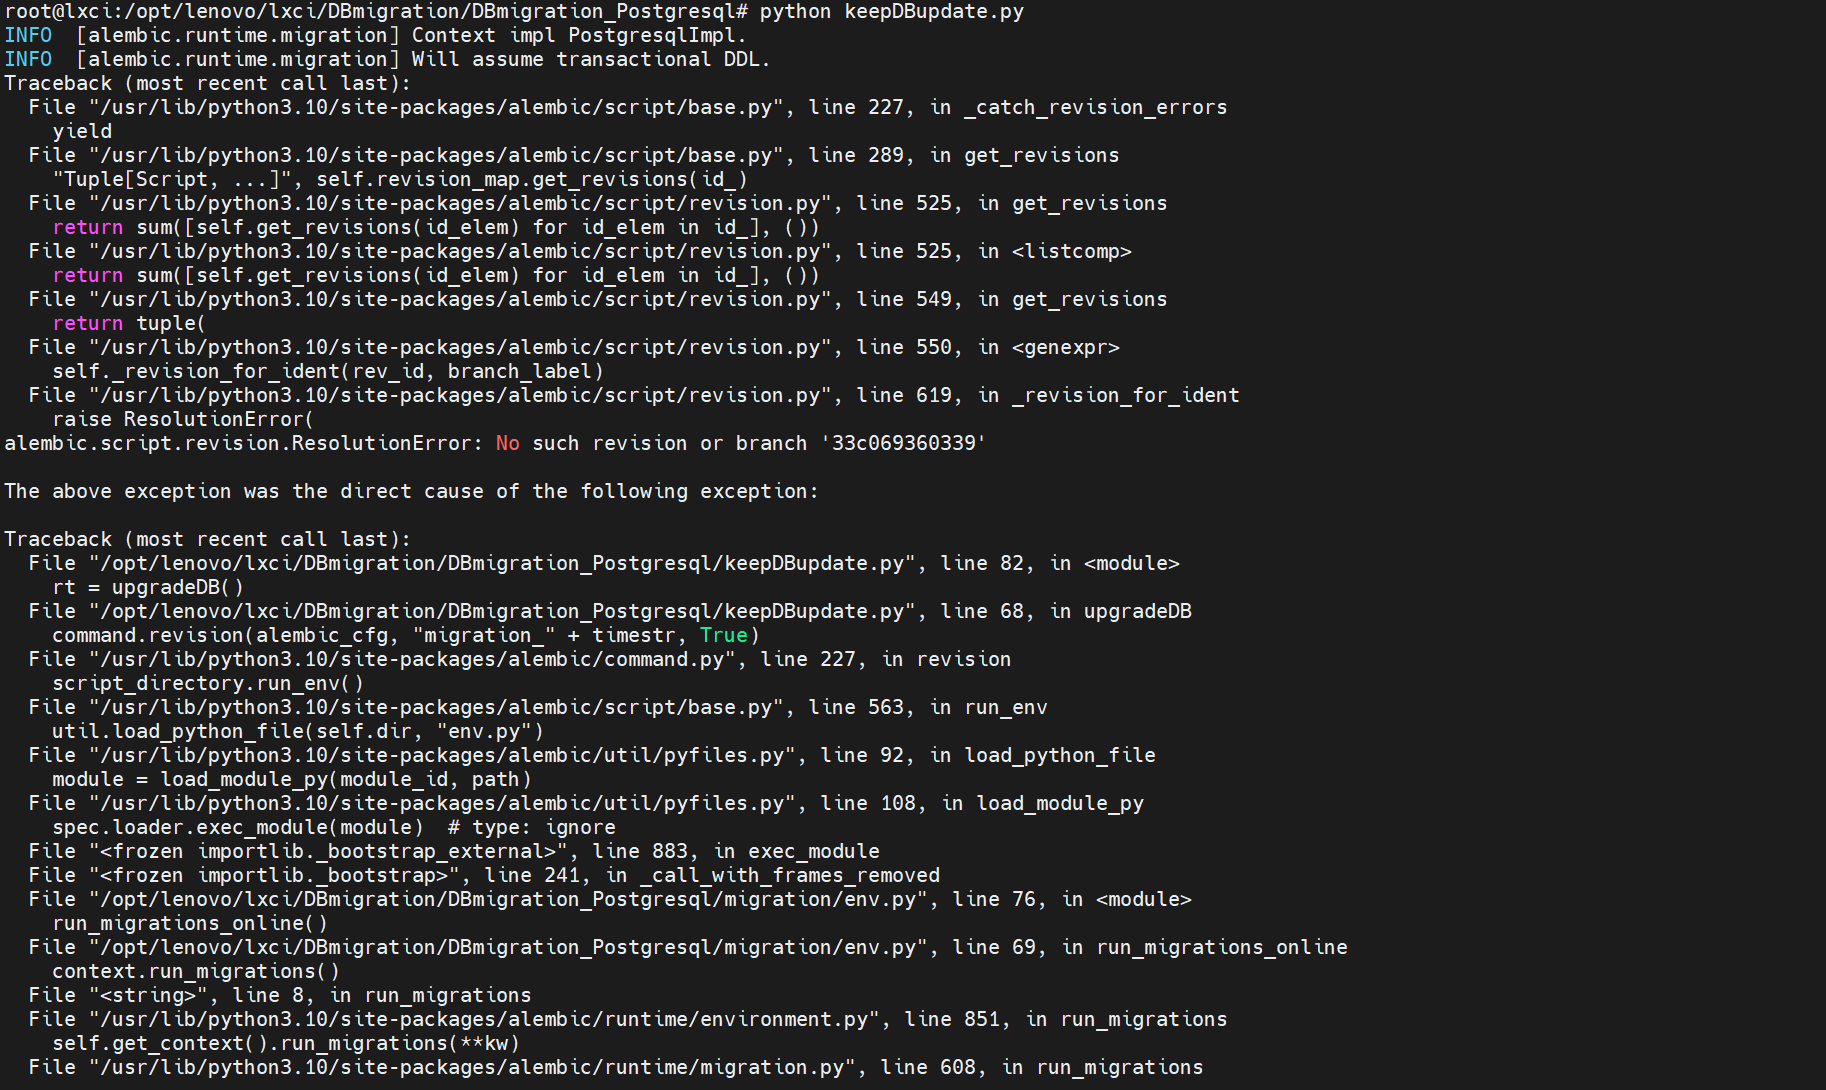 root@lxci:/opt/lenovo/lxci/DBmigration/DBmigration_Postgresql# python keepDBupdate.py
INFO  [alembic.runtime.migration] Context impl PostgresqlImpl.
INFO  [alembic.runtime.migration] Will assume transactional DDL.
Traceback (most recent call last):
  File "/usr/lib/python3.10/site-packages/alembic/script/base.py", line 227, in _catch_revision_errors
    yield
  File "/usr/lib/python3.10/site-packages/alembic/script/base.py", line 289, in get_revisions
    "Tuple[Script, ...]", self.revision_map.get_revisions(id_)
  File "/usr/lib/python3.10/site-packages/alembic/script/revision.py", line 525, in get_revisions
    return sum([self.get_revisions(id_elem) for id_elem in id_], ())
  File "/usr/lib/python3.10/site-packages/alembic/script/revision.py", line 525, in <listcomp>
    return sum([self.get_revisions(id_elem) for id_elem in id_], ())
  File "/usr/lib/python3.10/site-packages/alembic/script/revision.py", line 549, in get_revisions
    return tuple(
  File "/usr/lib/python3.10/site-packages/alembic/script/revision.py", line 550, in <genexpr>
    self._revision_for_ident(rev_id, branch_label)
  File "/usr/lib/python3.10/site-packages/alembic/script/revision.py", line 619, in _revision_for_ident
    raise ResolutionError(
alembic.script.revision.ResolutionError: No such revision or branch '33c069360339'

The above exception was the direct cause of the following exception:

Traceback (most recent call last):
  File "/opt/lenovo/lxci/DBmigration/DBmigration_Postgresql/keepDBupdate.py", line 82, in <module>
    rt = upgradeDB()
  File "/opt/lenovo/lxci/DBmigration/DBmigration_Postgresql/keepDBupdate.py", line 68, in upgradeDB
    command.revision(alembic_cfg, "migration_" + timestr, True)
  File "/usr/lib/python3.10/site-packages/alembic/command.py", line 227, in revision
    script_directory.run_env()
  File "/usr/lib/python3.10/site-packages/alembic/script/base.py", line 563, in run_env
    util.load_python_file(self.dir, "env.py")
  File "/usr/lib/python3.10/site-packages/alembic/util/pyfiles.py", line 92, in load_python_file
    module = load_module_py(module_id, path)
  File "/usr/lib/python3.10/site-packages/alembic/util/pyfiles.py", line 108, in load_module_py
    spec.loader.exec_module(module)  # type: ignore
  File "<frozen importlib._bootstrap_external>", line 883, in exec_module
  File "<frozen importlib._bootstrap>", line 241, in _call_with_frames_removed
  File "/opt/lenovo/lxci/DBmigration/DBmigration_Postgresql/migration/env.py", line 76, in <module>
    run_migrations_online()
  File "/opt/lenovo/lxci/DBmigration/DBmigration_Postgresql/migration/env.py", line 69, in run_migrations_online
    context.run_migrations()
  File "<string>", line 8, in run_migrations
  File "/usr/lib/python3.10/site-packages/alembic/runtime/environment.py", line 851, in run_migrations
    self.get_context().run_migrations(**kw)
  File "/usr/lib/python3.10/site-packages/alembic/runtime/migration.py", line 608, in run_migrations